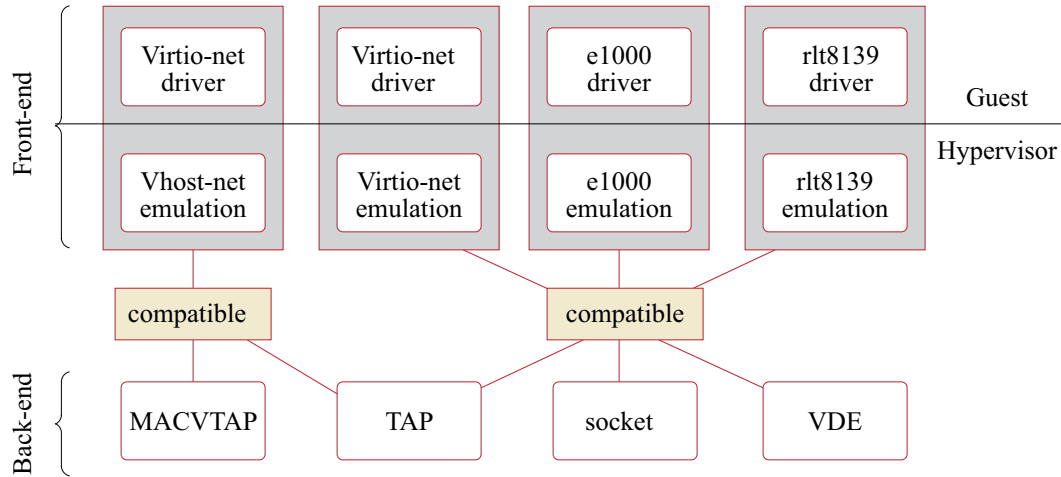 Front-end
Virtio-net
driver
Virtio-net
driver
e1000
driver
rlt8139
driver
Guest
Hypervisor
Vhost-net
emulation
Virtio-net
emulation
e1000
emulation
rlt8139
emulation
compatible
compatible
Back-end
MACVTAP
TAP
socket
VDE